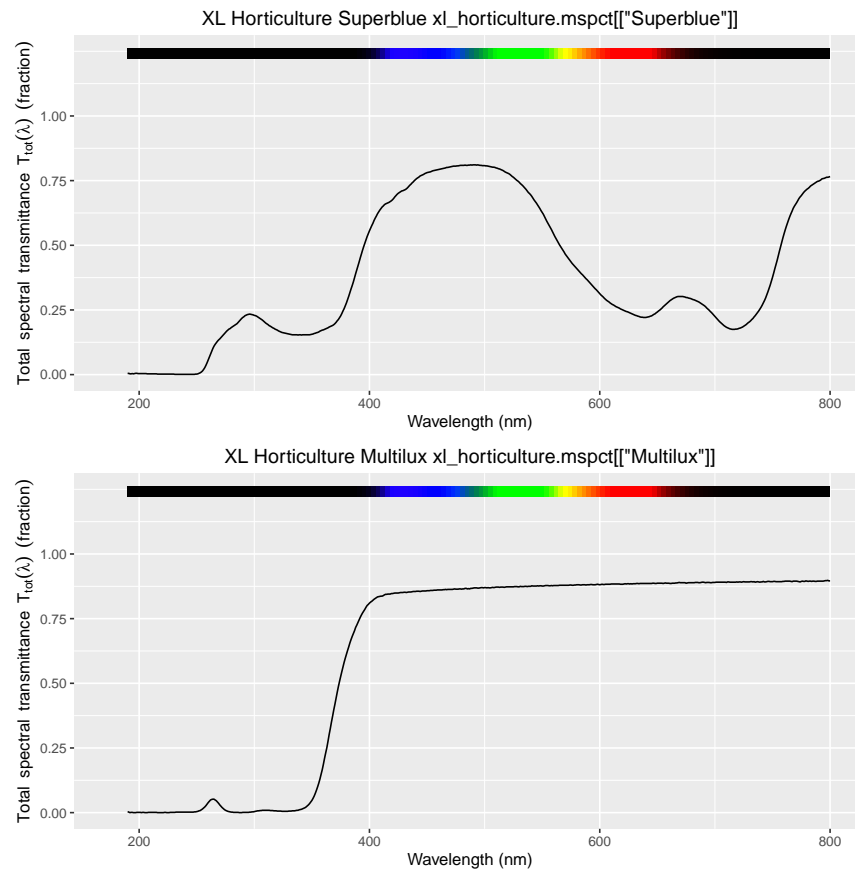 XL Horticulture Superblue xl_horticulture.mspct[["Superblue"]]
Total spectral transmittance Ttot(λ) (fraction)
1.00
0.75
0.50
0.25
0.00
200 400 600 800
Wavelength (nm)
XL Horticulture Multilux xl_horticulture.mspct[["Multilux"]]
Total spectral transmittance Ttot(λ) (fraction)
1.00
0.75
0.50
0.25
0.00
200 400 600 800
Wavelength (nm)